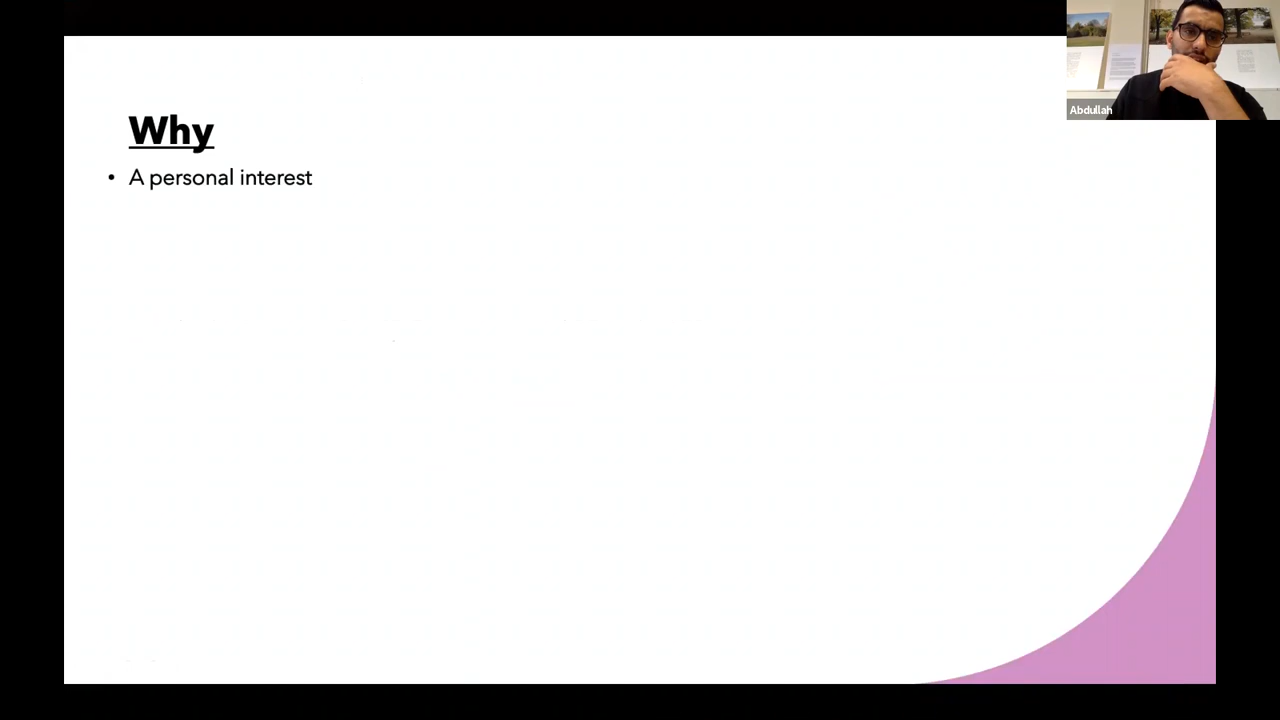 Why
• A personal interest
Abdullah